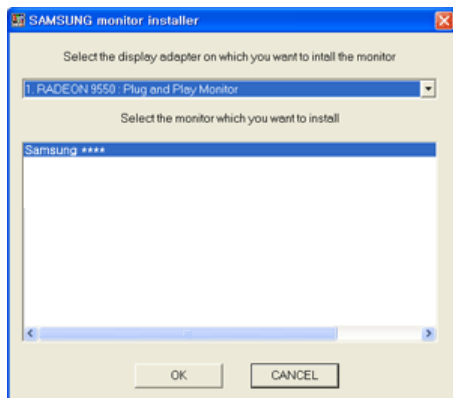 SAMSUNG monitor installer
Select the display adapter on which you want to intall the monitor
1. RADEON 9550 : Plug and Play Monitor
Select the monitor which you want to install
Samsung ****
OK
CANCEL